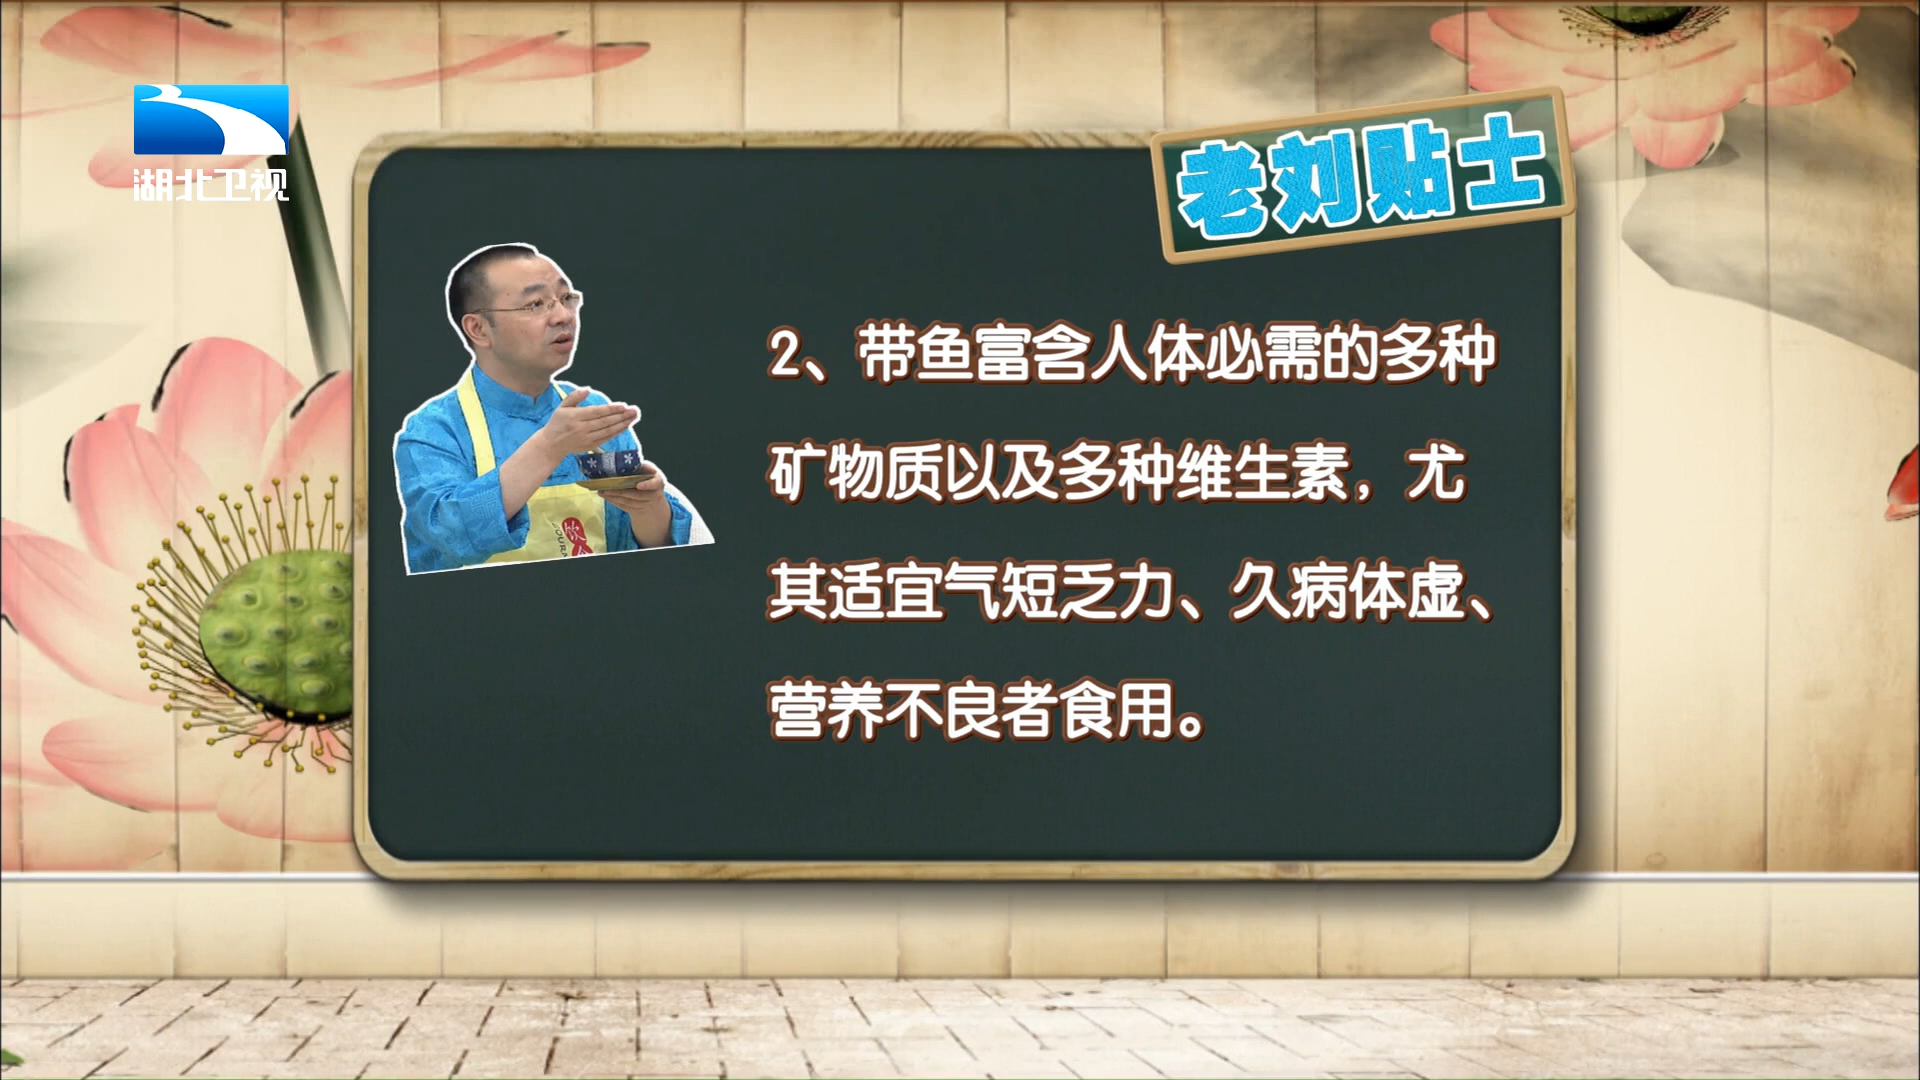 湖北卫视
老刘贴士
2、带鱼富含人体必需的多种
矿物质以及多种维生素，尤
其适宜气短乏力、久病体虚、
营养不良者食用。